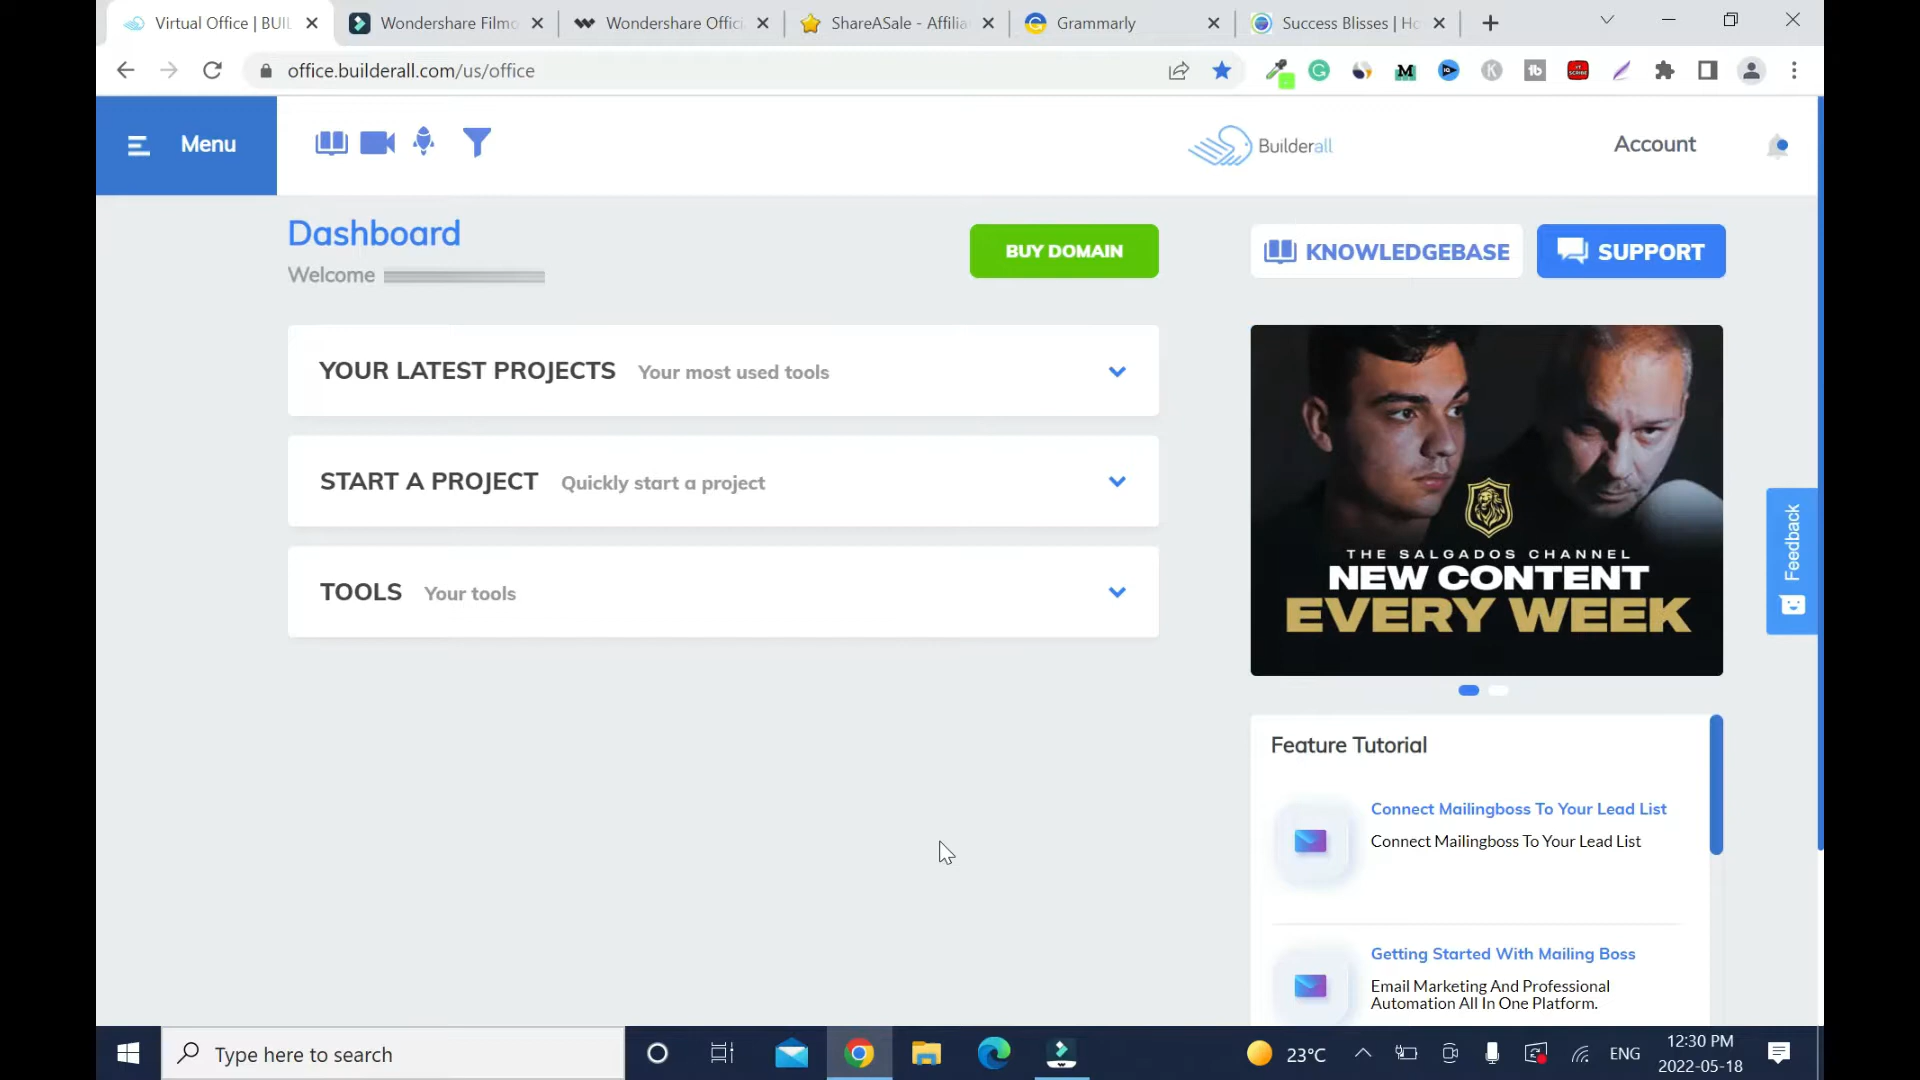 Virtual Office | BUIL
Wondershare Filmo
Wondershare Offici
ShareASale - Affilia
Grammarly
Success Blisses | Ho
office.builderall.com/us/office
Menu
Builderall
Account
Dashboard
Welcome
BUY DOMAIN
KNOWLEDGEBASE
SUPPORT
YOUR LATEST PROJECTS Your most used tools
START A PROJECT Quickly start a project
TOOLS Your tools
THE SALGADOS CHANNEL
NEW CONTENT
EVERY WEEK
Feedback
Feature Tutorial
Connect Mailingboss To Your Lead List
Connect Mailingboss To Your Lead List
Getting Started With Mailing Boss
Email Marketing And Professional
Automation All In One Platform.
Type here to search
23°C
ENG
12:30 PM
2022-05-18